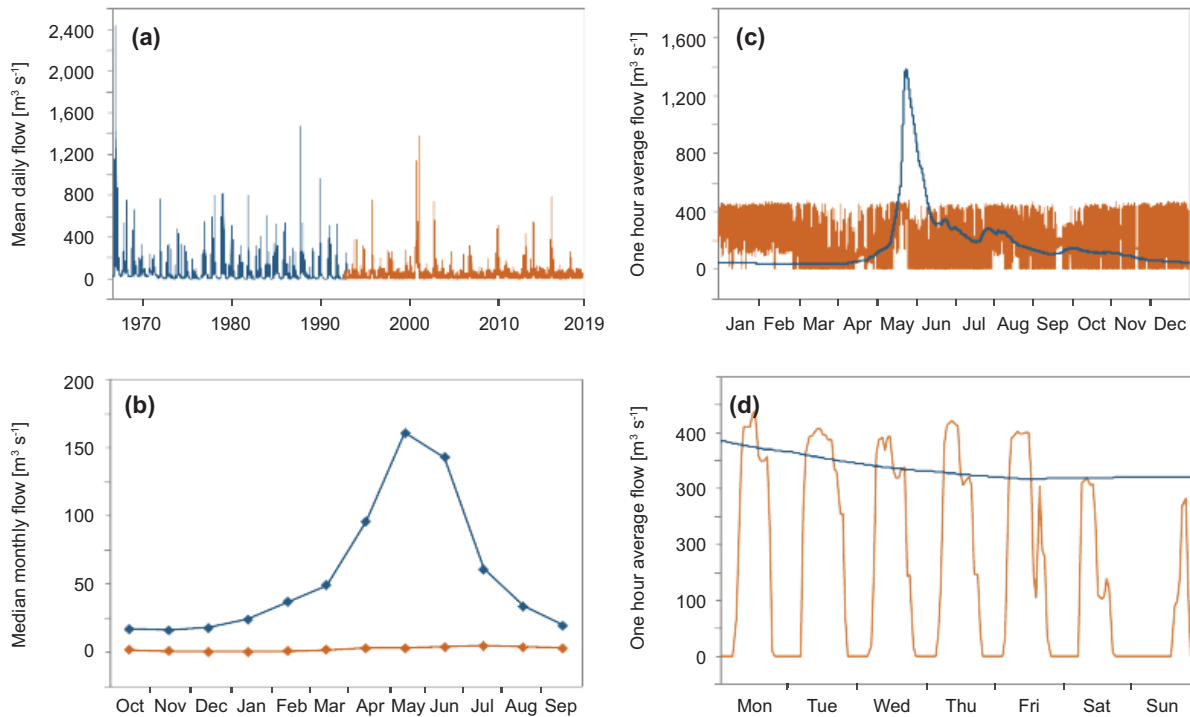 (a)
Mean daily flow [m³ s⁻¹]
2,400
2,000
1,600
1,200
800
400
0
1970 1980 1990 2000 2010 2019
(c)
One hour average flow [m³ s⁻¹]
1,600
1,200
800
400
0
Jan Feb Mar Apr May Jun Jul Aug Sep Oct Nov Dec
(b)
Median monthly flow [m³ s⁻¹]
200
150
100
50
0
Oct Nov Dec Jan Feb Mar Apr May Jun Jul Aug Sep
(d)
One hour average flow [m³ s⁻¹]
400
300
300
100
0
Mon Tue Wed Thu Fri Sat Sun